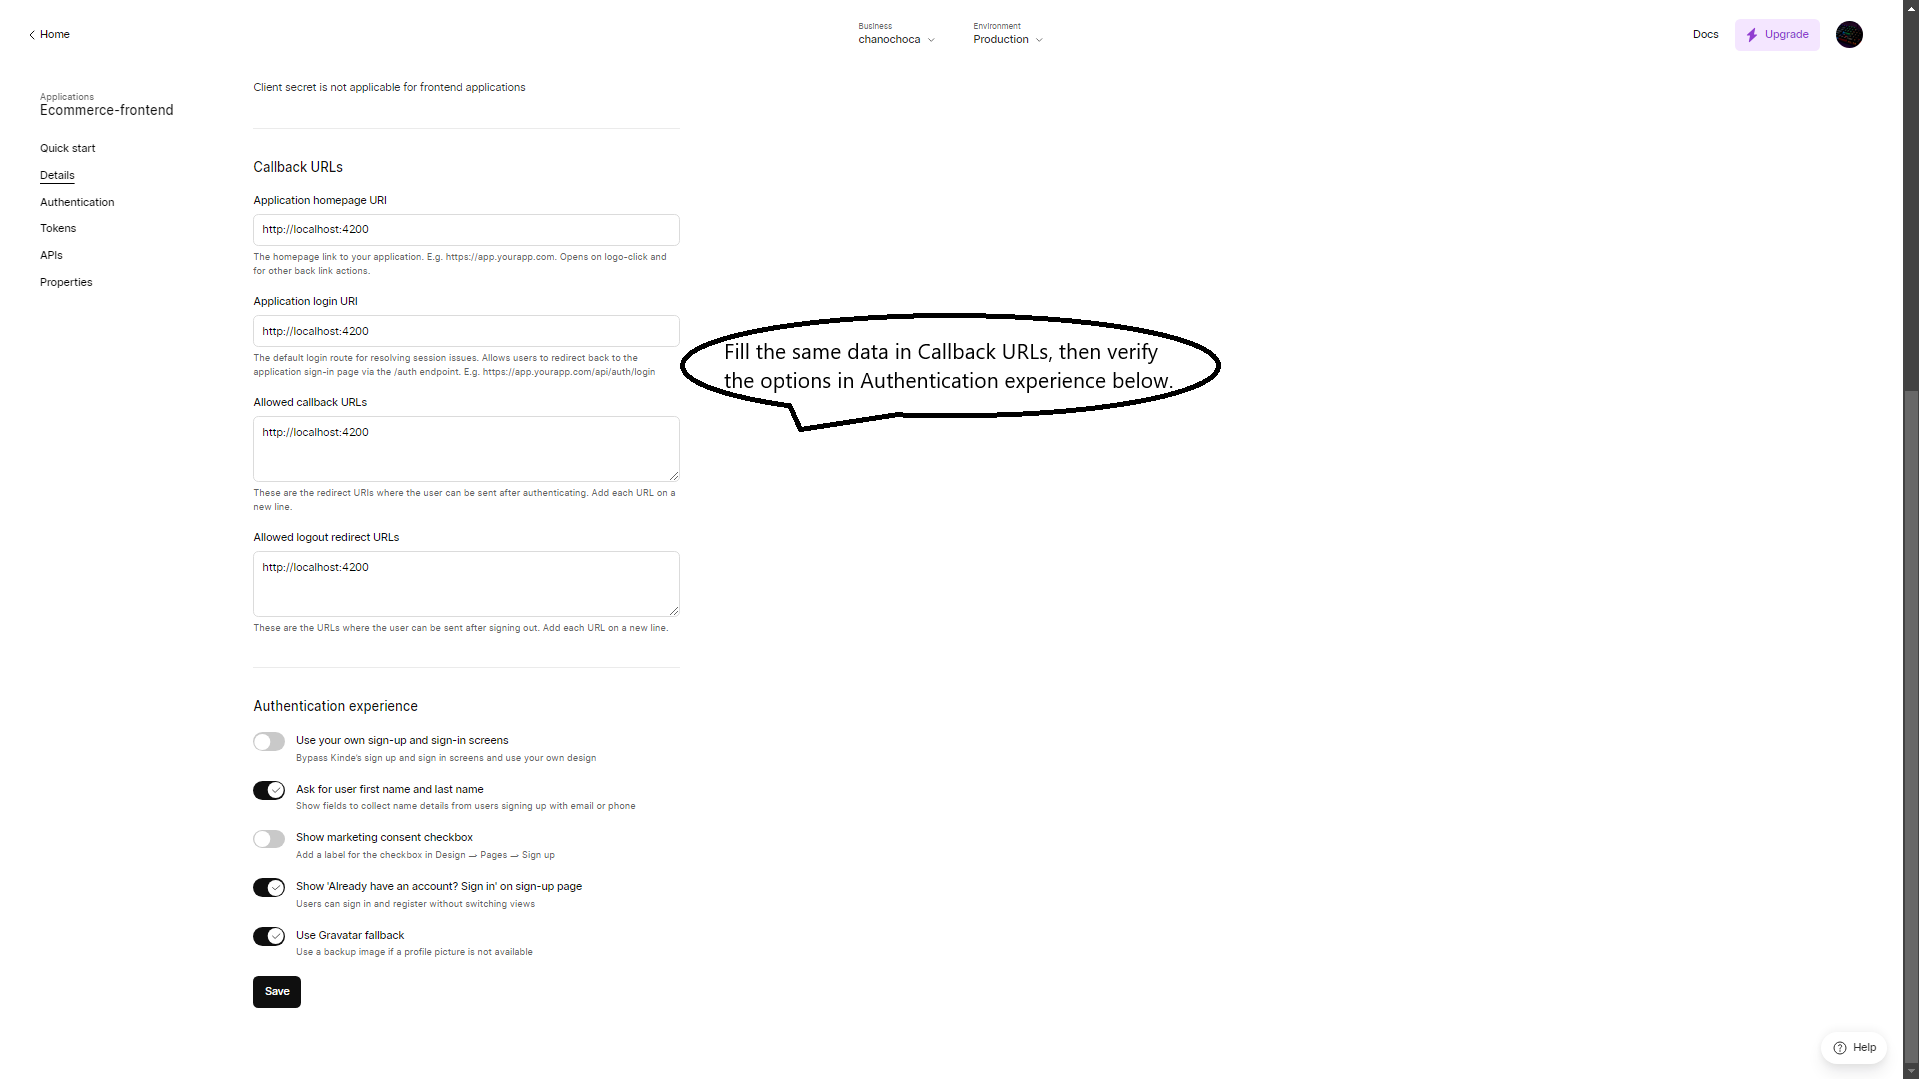 Home
Business
chanochoca
Environment
Production
Docs
Upgrade
Applications
Ecommerce-frontend
Quick start
Details
Authentication
Tokens
APIs
Properties
Client secret is not applicable for frontend applications
Callback URLs
Application homepage URI
http://localhost:4200
The homepage link to your application. E.g. https://app.yourapp.com. Opens on logo-click and
for other back link actions.
Application login URI
http://localhost:4200
The default login route for resolving session issues. Allows users to redirect back to the
application sign-in page via the /auth endpoint. E.g. https://app.yourapp.com/api/auth/login
Allowed callback URLs
http://localhost:4200
These are the redirect URIs where the user can be sent after authenticating. Add each URL on a
new line.
Allowed logout redirect URLs
http://localhost:4200
These are the URLs where the user can be sent after signing out. Add each URL on a new line.
Fill the same data in Callback URLs, then verify
the options in Authentication experience below.
Authentication experience
Use your own sign-up and sign-in screens
Bypass Kinde's sign up and sign in screens and use your own design
Ask for user first name and last name
Show fields to collect name details from users signing up with email or phone
Show marketing consent checkbox
Add a label for the checkbox in Design → Pages → Sign up
Show 'Already have an account? Sign in' on sign-up page
Users can sign in and register without switching views
Use Gravatar fallback
Use a backup image if a profile picture is not available
Save
Help